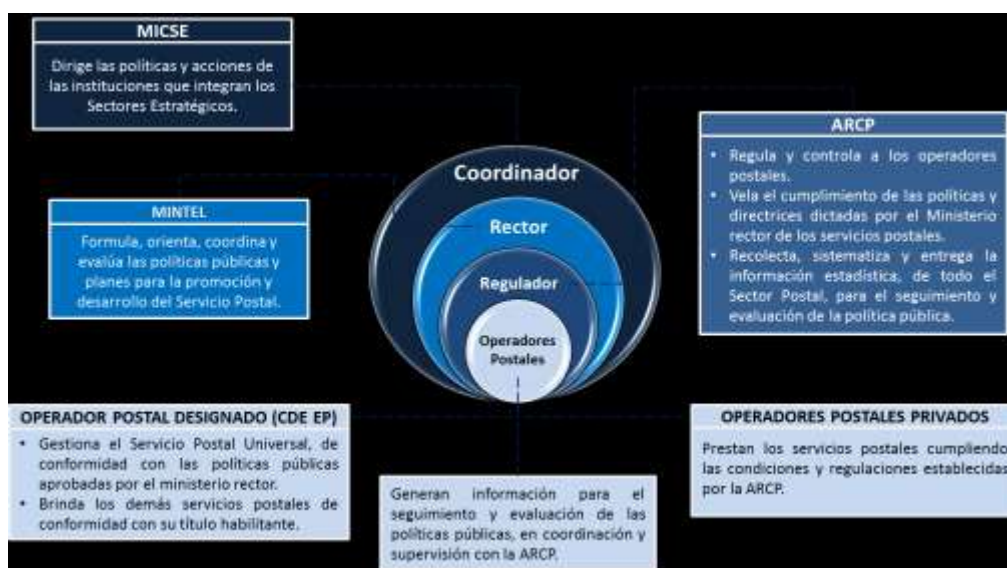 MICSE
Dirige las políticas y acciones de
las instituciones que integran los
Sectores Estratégicos.
ARCP
• Regula y controla a los operadores
postales.
• Vela el cumplimiento de las políticas y
directrices dictadas por el Ministerio
rector de los servicios postales.
• Recolecta, sistematiza y entrega la
información estadística, de todo el
Sector Postal, para el seguimiento y
evaluación de la política pública.
MINTEL
Formula, orienta, coordina y
evalúa las políticas públicas y
planes para la promoción y
desarrollo del Servicio Postal.
Coordinador
Rector
Regulador
Operadores
Postales
OPERADOR POSTAL DESIGNADO (CDE EP)
• Gestiona el Servicio Postal Universal, de
conformidad con las políticas públicas
aprobadas por el ministerio rector.
• Brinda los demás servicios postales de
conformidad con su título habilitante.
Generan información para el
seguimiento y evaluación de las
políticas públicas, en coordinación y
supervisión con la ARCP.
OPERADORES POSTALES PRIVADOS
Prestan los servicios postales cumpliendo
las condiciones y regulaciones establecidas
por la ARCP.